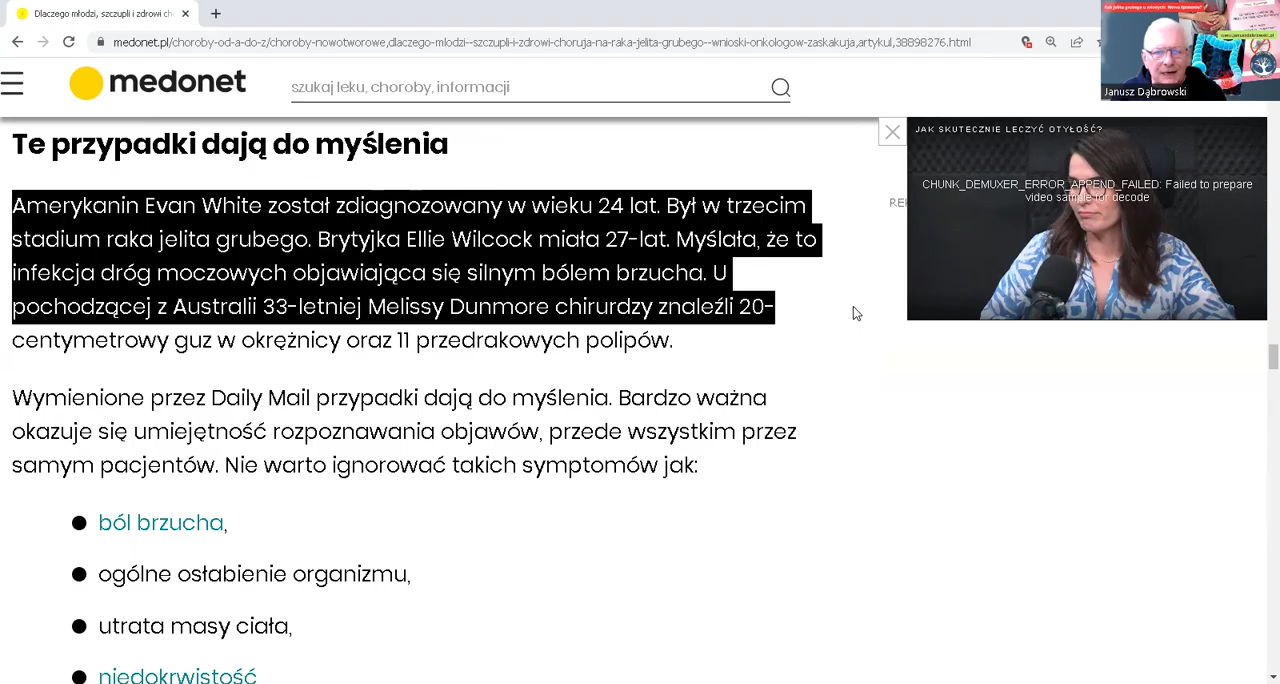 Dlaczego młodzi, szczupli i zdrowi cho
medonet.pl/choroby-od-a-do-z/choroby-nowotworowe,dlaczego-mlodzi--szczupli-i-zdrowi-choruja-na-raka-jelita-grubego--wnioski-onkologow-zaskakuja,artykul,38898276.html
Janusz Dąbrowski
medonet
szukaj leku, choroby, informacji
Te przypadki dają do myślenia
Amerykanin Evan White został zdiagnozowany w wieku 24 lat. Był w trzecim
stadium raka jelita grubego. Brytyjka Ellie Wilcock miała 27-lat. Myślała, że to
infekcja dróg moczowych objawiająca się silnym bólem brzucha. U
pochodzącej z Australii 33-letniej Melissy Dunmore chirurdzy znaleźli 20-
centymetrowy guz w okrężnicy oraz 11 przedrakowych polipów.
Wymienione przez Daily Mail przypadki dają do myślenia. Bardzo ważna
okazuje się umiejętność rozpoznawania objawów, przede wszystkim przez
samym pacjentów. Nie warto ignorować takich symptomów jak:
ból brzucha,
ogólne osłabienie organizmu,
utrata masy ciała,
niedokrwistość
JAK SKUTECZNIE LECZYĆ OTYŁOŚĆ?
CHUNK_DEMUXER_ERROR_APPEND_FAILED: Failed to prepare
video sample for decode